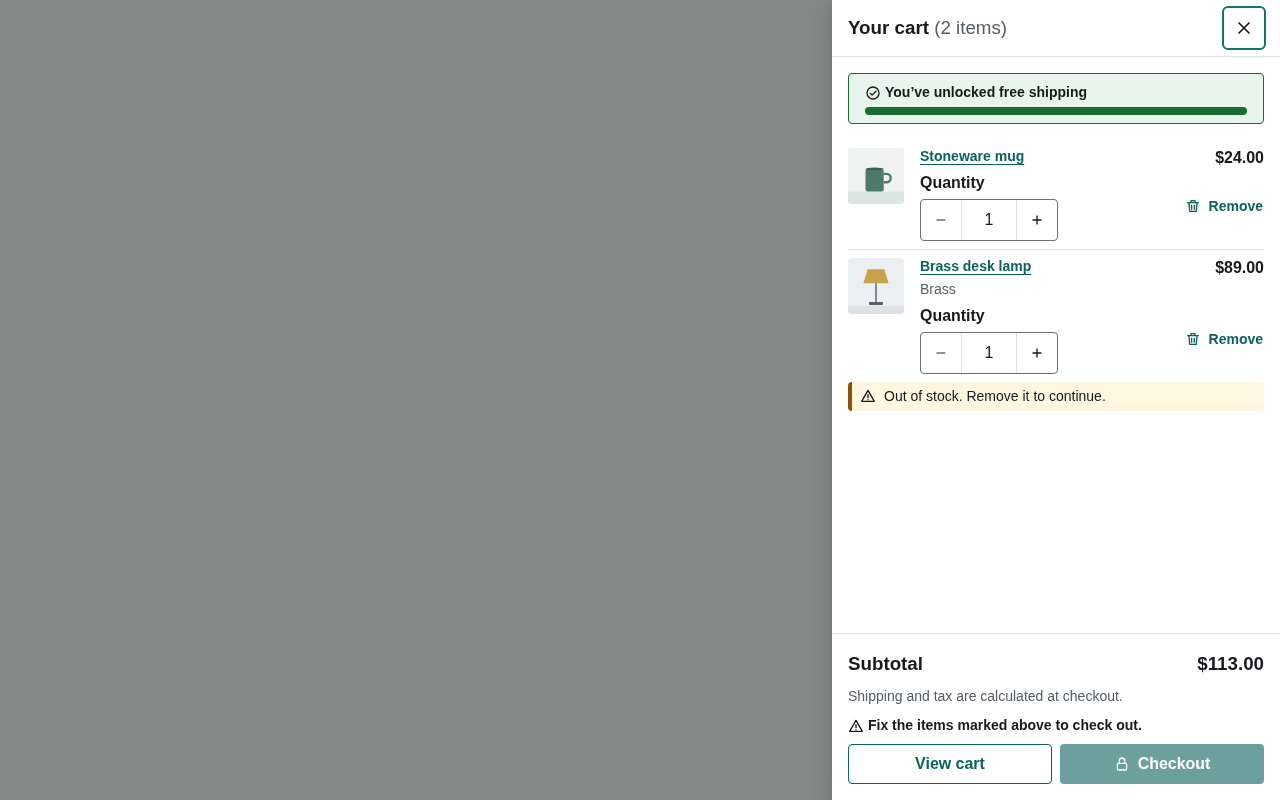 Your cart (2 items)
You’ve unlocked free shipping
Stoneware mug
$24.00
Quantity
− 1 +
Remove
Brass desk lamp
$89.00
Brass
Quantity
− 1 +
Remove
Out of stock. Remove it to continue.
Subtotal
$113.00
Shipping and tax are calculated at checkout.
Fix the items marked above to check out.
View cart
Checkout